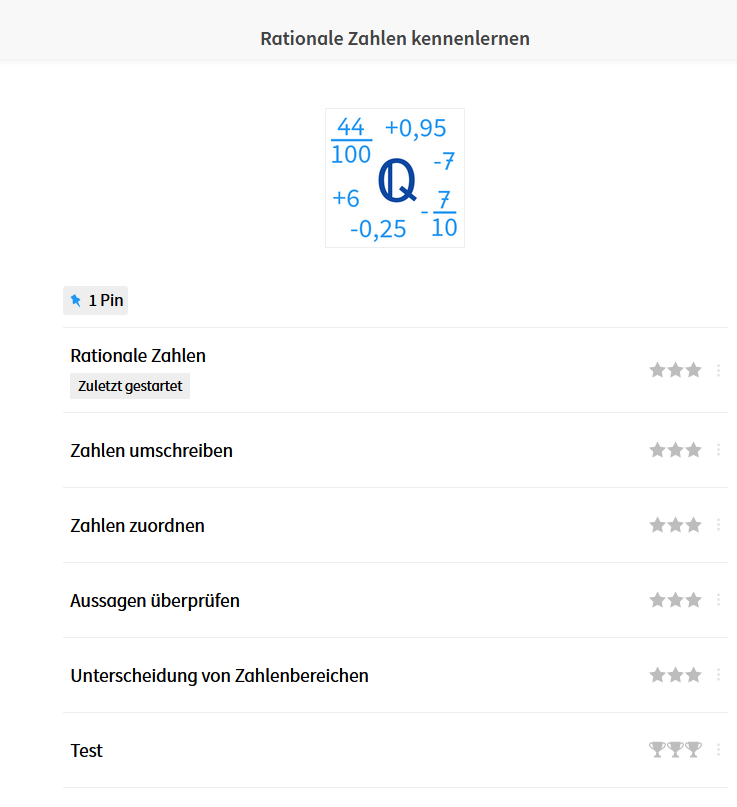 Rationale Zahlen kennenlernen
44
100
+0,95
-7
+6
Q
- 7
10
-0,25
1 Pin
Rationale Zahlen
Zuletzt gestartet
Zahlen umschreiben
Zahlen zuordnen
Aussagen überprüfen
Unterscheidung von Zahlenbereichen
Test